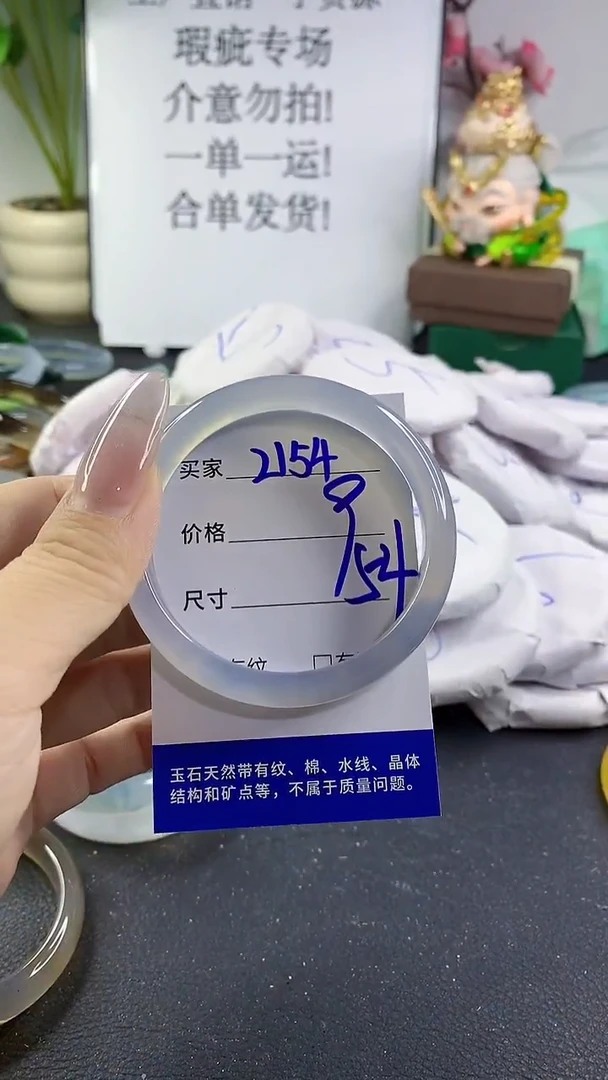 瑕疵专场
介意勿拍!
一单一运!
合单发货!
买家 2154
价格 9
尺寸 54
玉石天然带有纹、棉、水线、晶体
结构和矿点等，不属于质量问题。